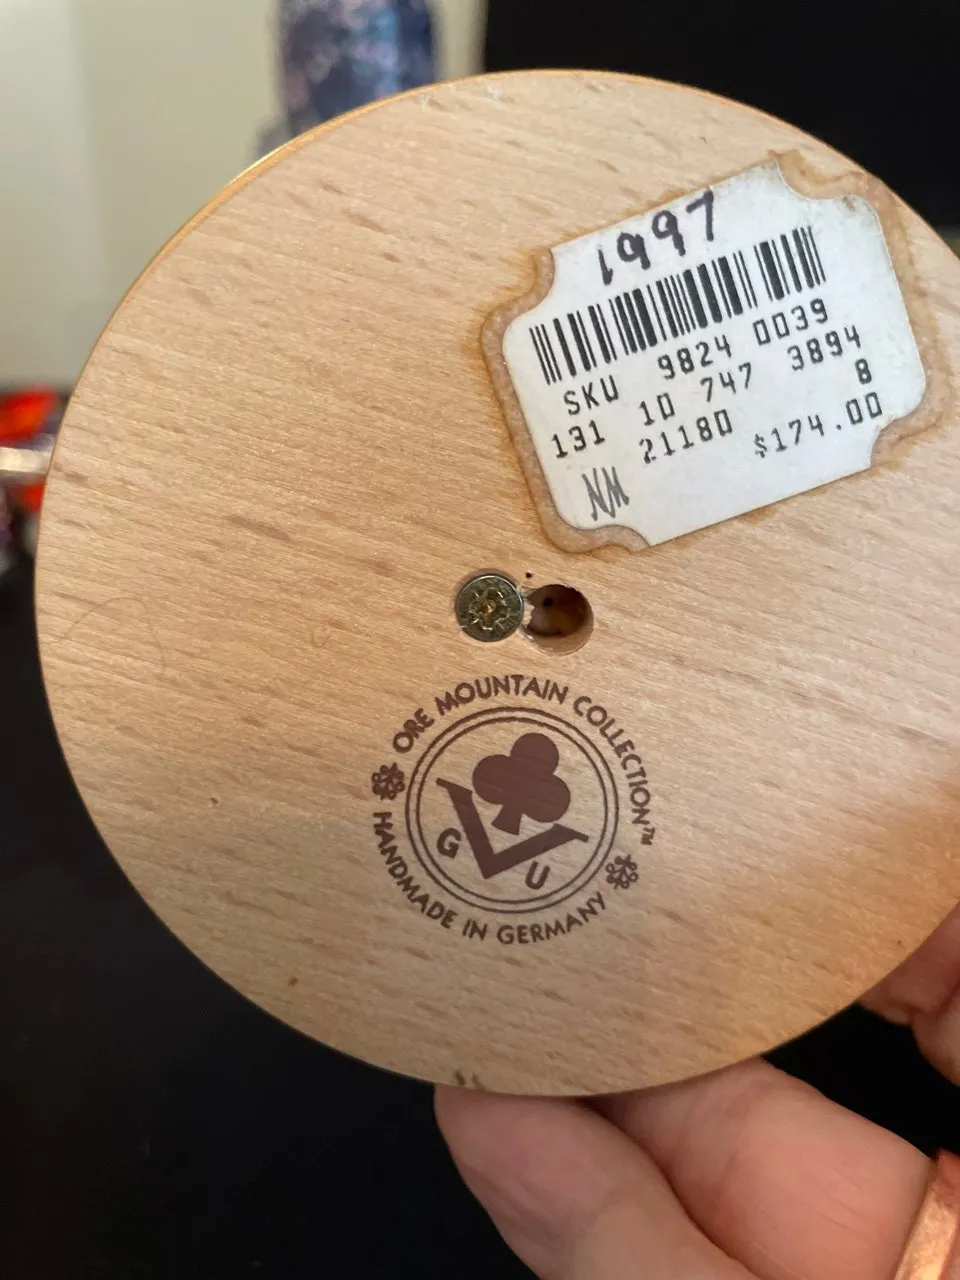 1997
SKU 9824 0039
131 10 747 3894
21180 8
$174.00
NM
ORE MOUNTAIN COLLECTION™
G U
HANDMADE IN GERMANY